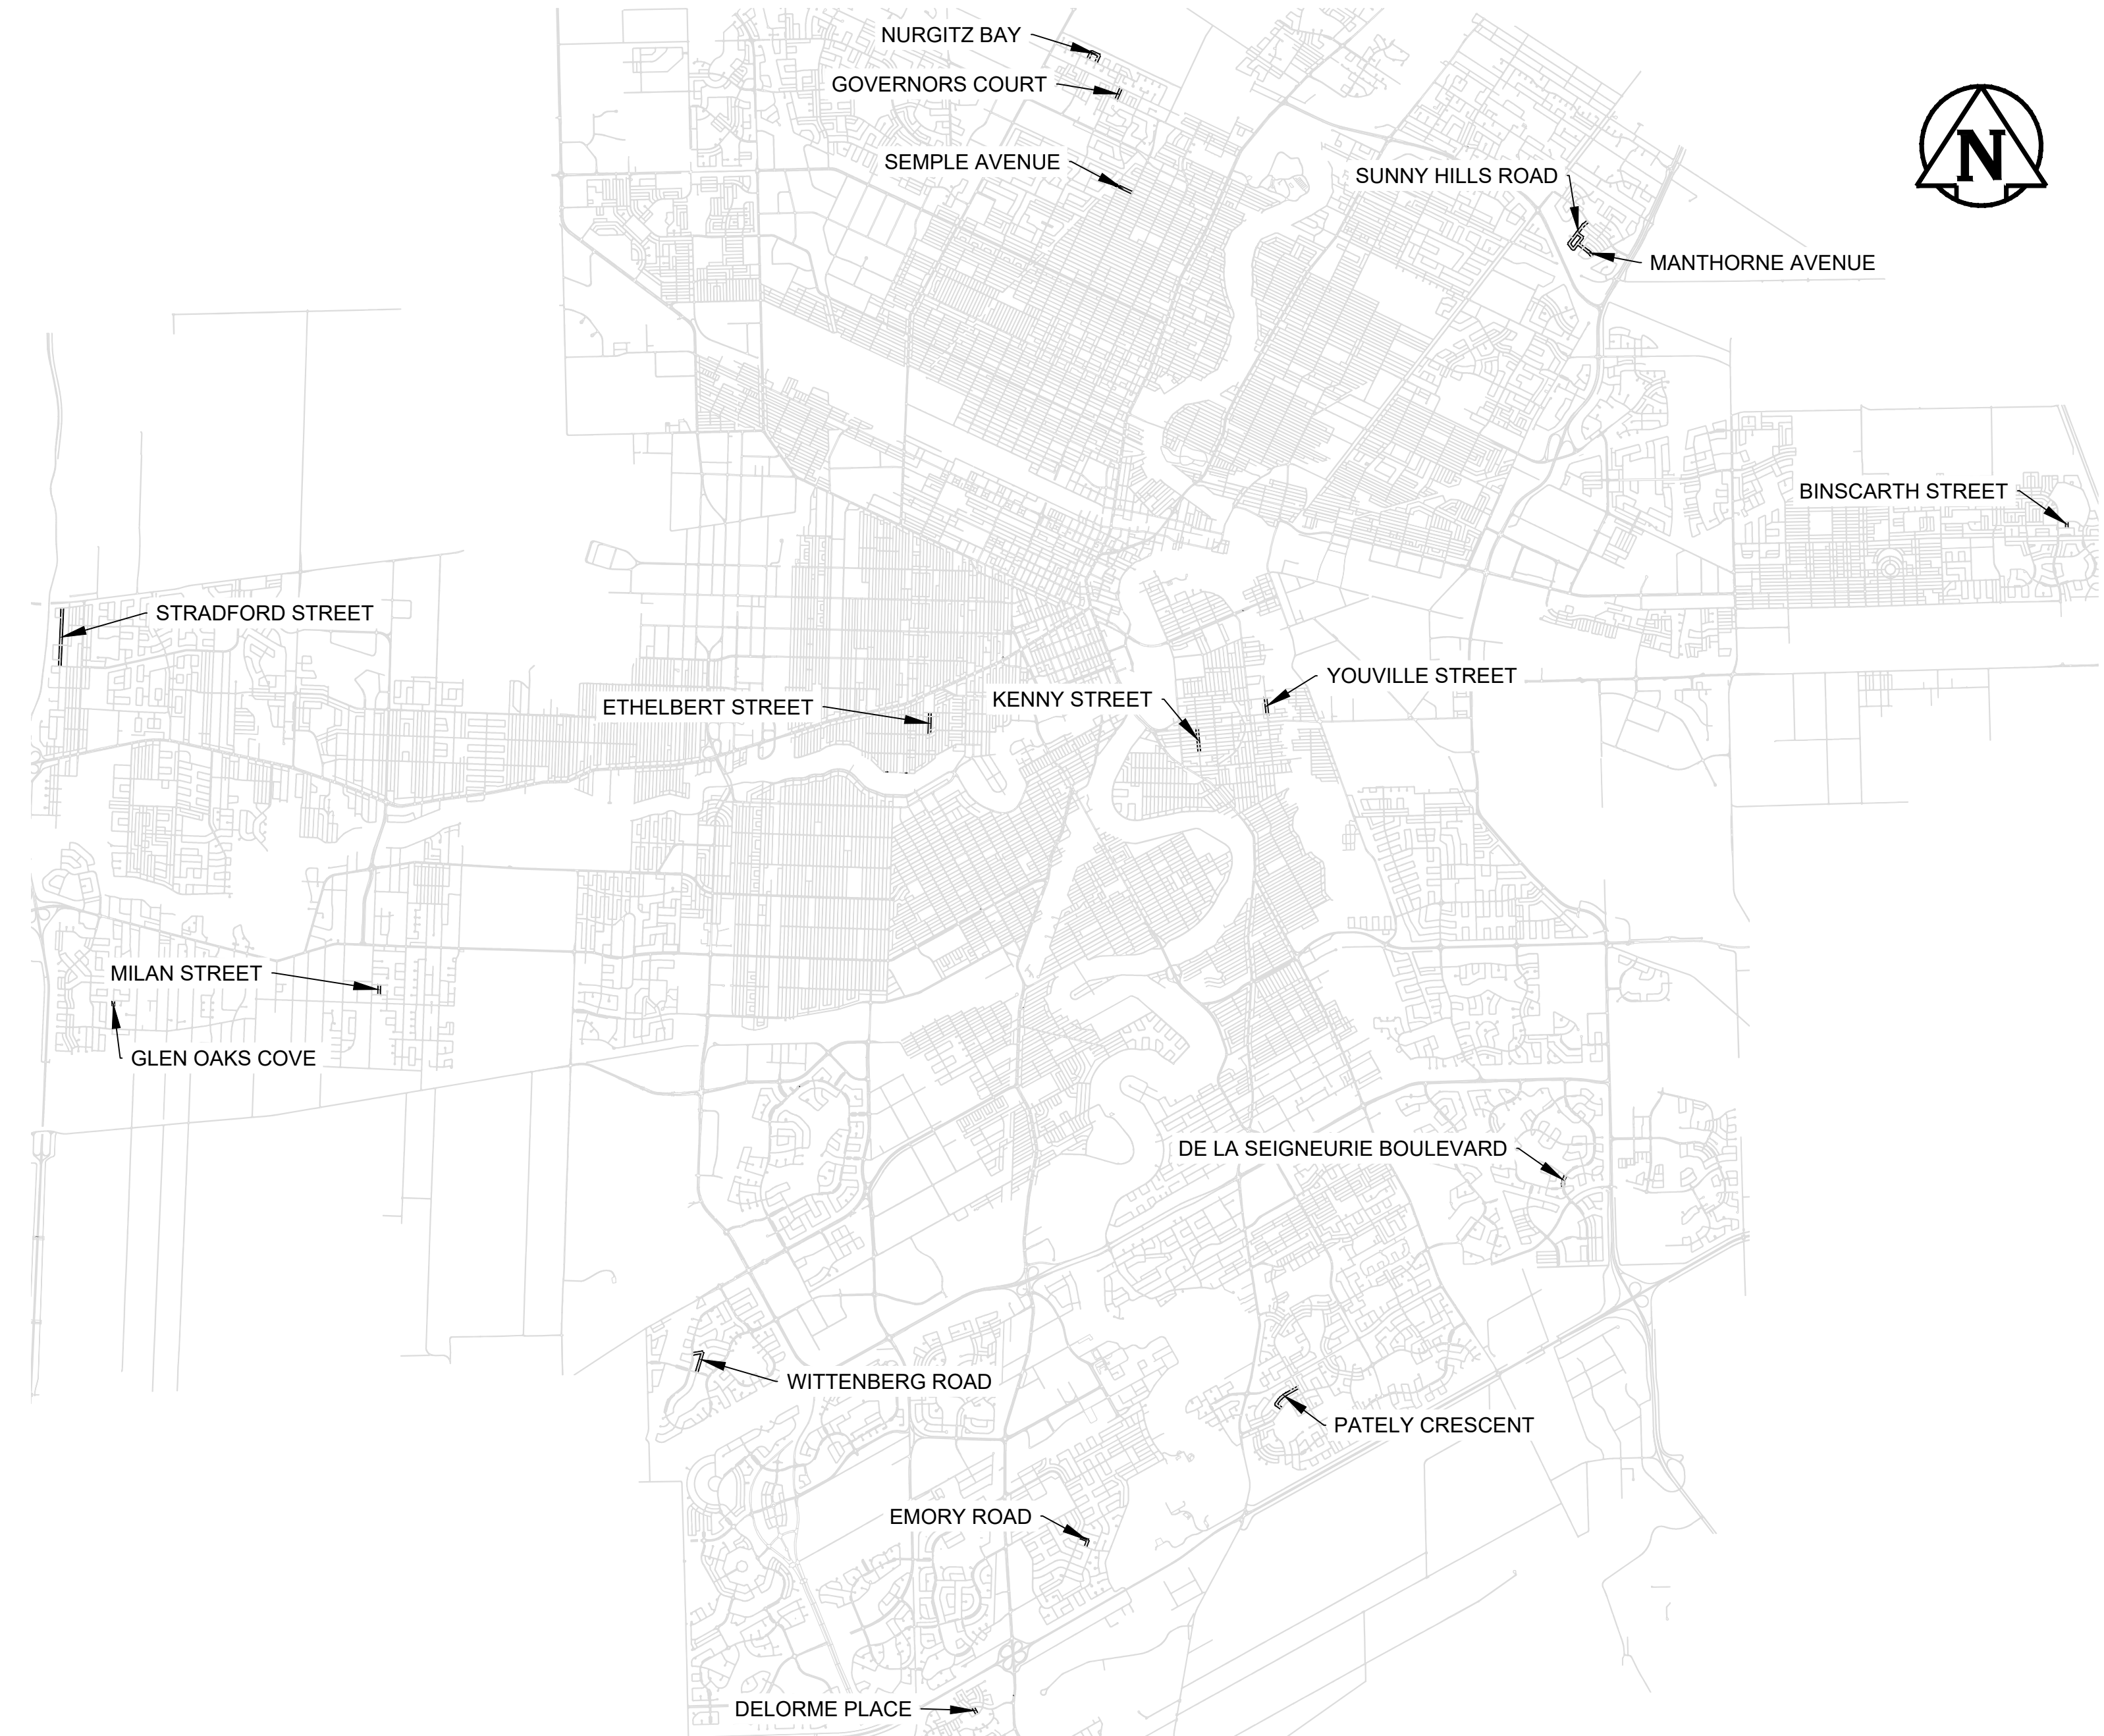 NURGITZ BAY
GOVERNORS COURT
SEMPLE AVENUE
SUNNY HILLS ROAD
N
MANTHORNE AVENUE
BINSCARTH STREET
STRADFORD STREET
YOUVILLE STREET
KENNY STREET
ETHELBERT STREET
MILAN STREET
GLEN OAKS COVE
DE LA SEIGNEURIE BOULEVARD
WITTENBERG ROAD
PATELY CRESCENT
EMORY ROAD
DELORME PLACE